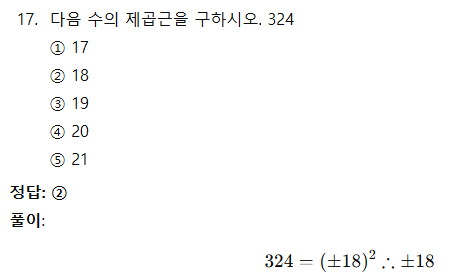 17. 다음 수의 제곱근을 구하시오. 324
① 17
② 18
③ 19
④ 20
⑤ 21
정답: ②
풀이:
324 = (±18)² ∴ ±18